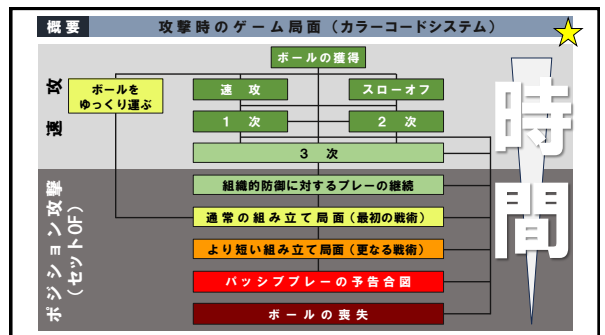 概要 攻撃時のゲーム局面（カラーコードシステム）
ボールの獲得
ボールを
ゆっくり運ぶ
速攻
スローオフ
1次
2次
3次
組織的防御に対するプレーの継続
通常の組み立て局面（最初の戦術）
より短い組み立て局面（更なる戦術）
パッシブプレーの予告合図
ボールの喪失
速攻
ポジション攻撃
（セットOF）
時間